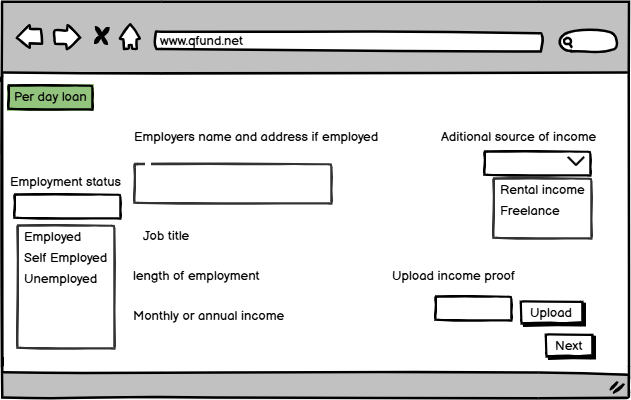 www.qfund.net
Per day loan
Employers name and address if employed
Aditional source of income
Employment status
Rental income
Freelance
Employed
Self Employed
Unemployed
Job title
length of employment
Upload income proof
Monthly or annual income
Upload
Next